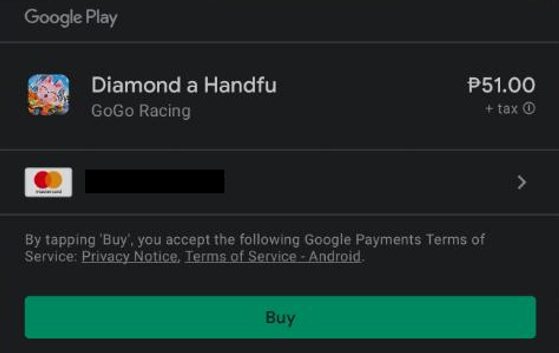 Google Play
Diamond a Handfu
₱51.00
GoGo Racing
+ tax
mastercard
By tapping 'Buy', you accept the following Google Payments Terms of
Service: Privacy Notice, Terms of Service - Android.
Buy